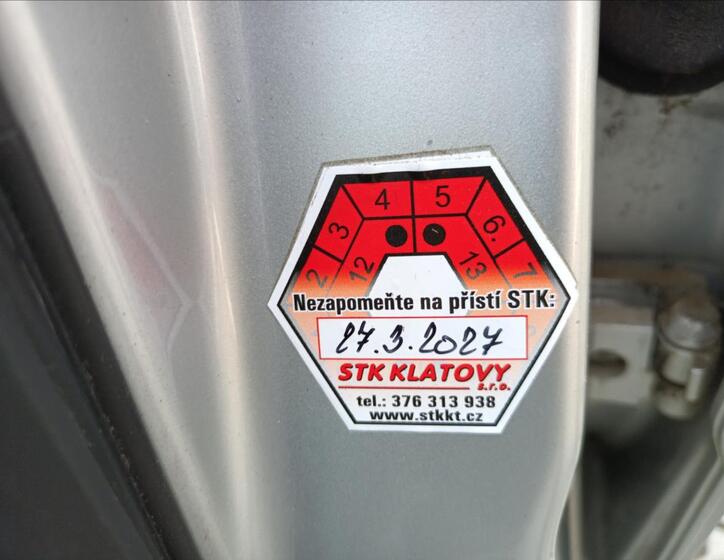 4 5
3 6.
2 12 13 7
Nezapomeňte na přístí STK:
27.3.2027
STK KLATOVY
s.r.o.
tel.: 376 313 938
www.stkkt.cz